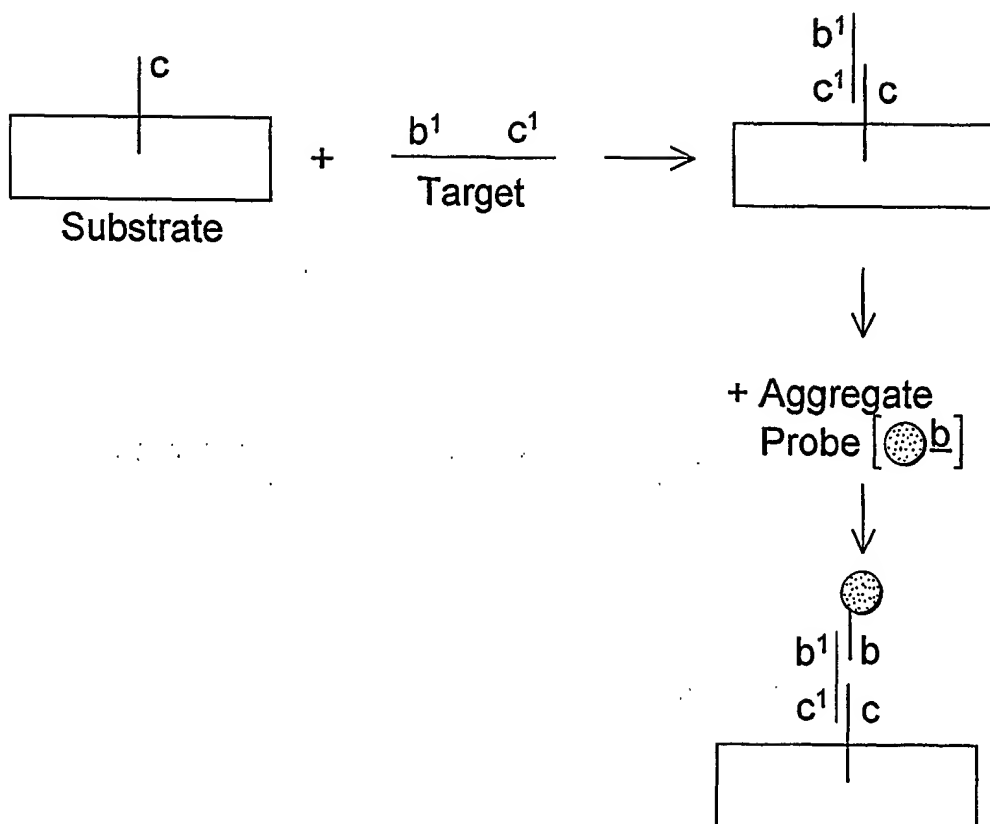 c
+
b¹ c¹
Target
Substrate
b¹
c¹ c
+ Aggregate
Probe [ b]
b¹ b
c¹ c